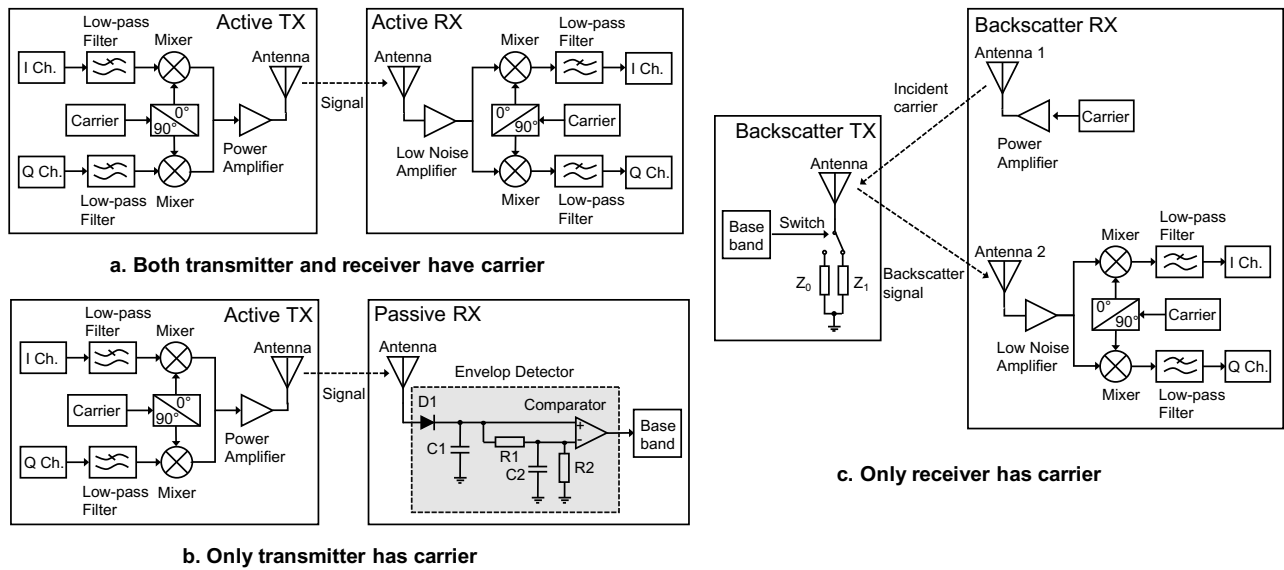 Active TX
Low-pass
Filter
Mixer
Antenna
I Ch.
Carrier
0°
90°
Power
Amplifier
Q Ch.
Low-pass
Filter
Mixer
Signal
Active RX
Antenna
Mixer
Low-pass
Filter
I Ch.
0°
90°
Carrier
Low Noise
Amplifier
Q Ch.
Mixer
Low-pass
Filter
a. Both transmitter and receiver have carrier
Active TX
Low-pass
Filter
Mixer
Antenna
I Ch.
Carrier
0°
90°
Power
Amplifier
Q Ch.
Low-pass
Filter
Mixer
Signal
Passive RX
Antenna
Envelop Detector
D1
Comparator
+
-
C1
R1
C2
R2
Base
band
b. Only transmitter has carrier
Backscatter RX
Antenna 1
Incident
carrier
Carrier
Power
Amplifier
Backscatter TX
Antenna
Switch
Base
band
Z0
Z1
Backscatter
signal
Antenna 2
Mixer
Low-pass
Filter
I Ch.
0°
90°
Carrier
Low Noise
Amplifier
Q Ch.
Mixer
Low-pass
Filter
c. Only receiver has carrier